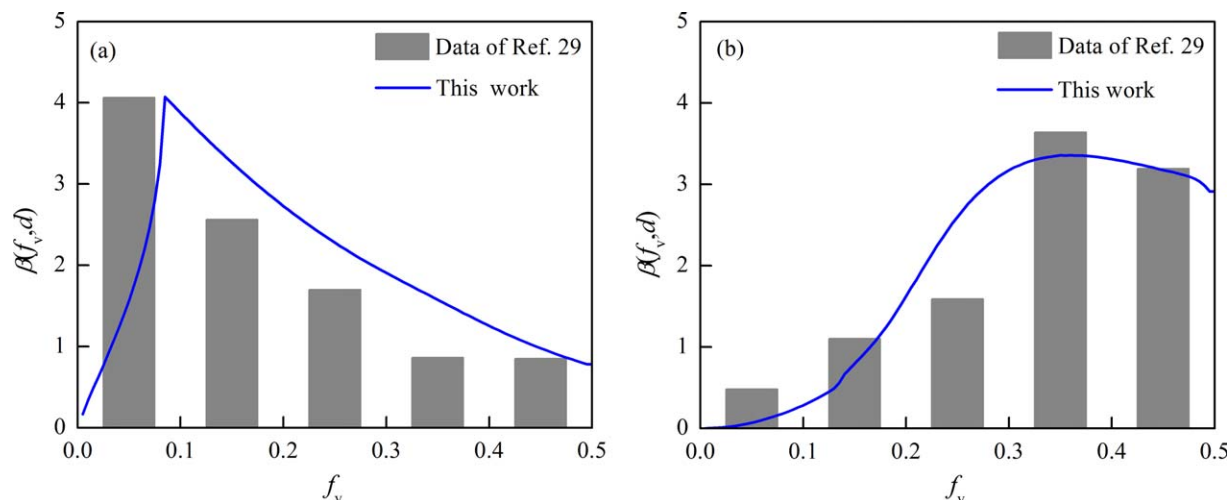 (a)
Data of Ref. 29
This work
β(fᵥ,d)
5
4
3
2
1
0
0.0 0.1 0.2 0.3 0.4 0.5
fᵥ
(b)
Data of Ref. 29
This work
β(fᵥ,d)
5
4
3
2
1
0
0.0 0.1 0.2 0.3 0.4 0.5
fᵥ